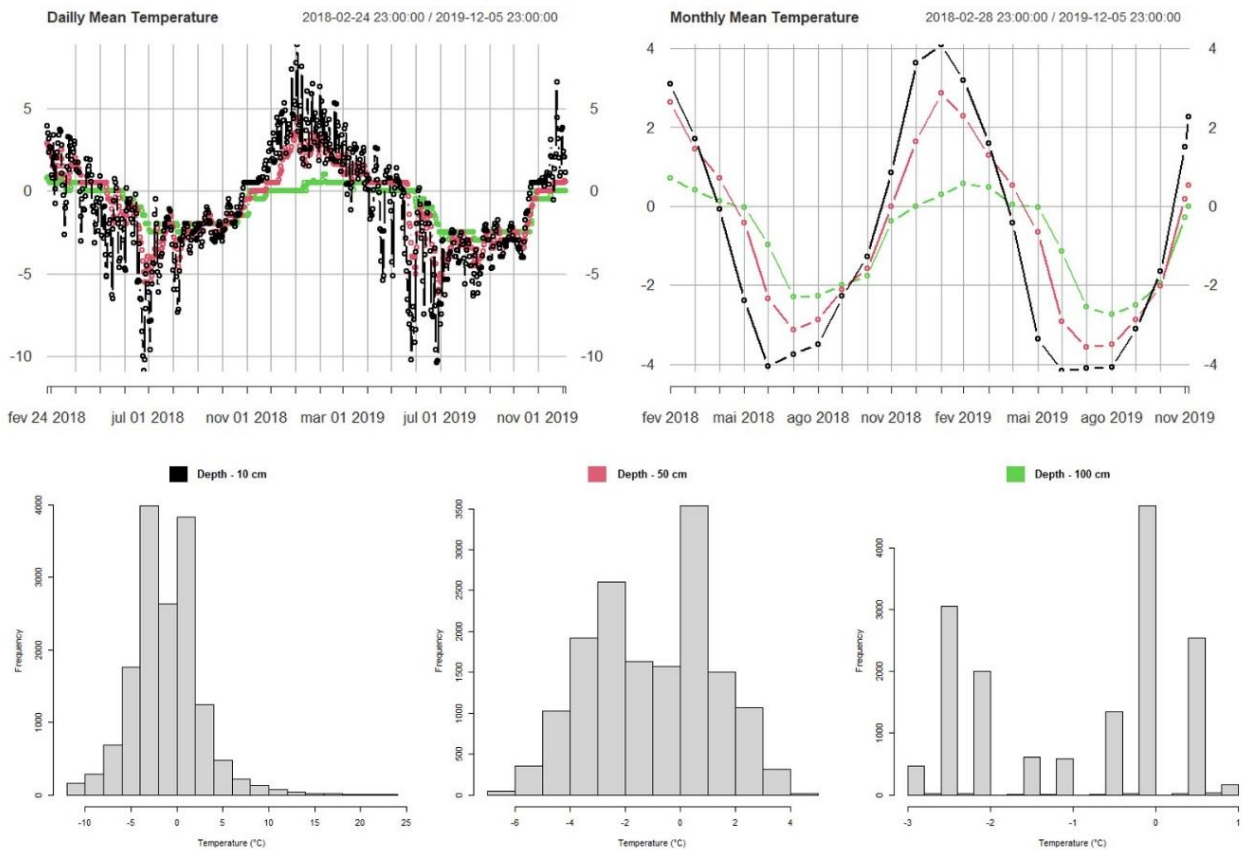 Dailly Mean Temperature 2018-02-24 23:00:00 / 2019-12-05 23:00:00
5 5
0 0
-5 -5
-10 -10
fev 24 2018 jul 01 2018 nov 01 2018 mar 01 2019 jul 01 2019 nov 01 2019
Monthly Mean Temperature 2018-02-28 23:00:00 / 2019-12-05 23:00:00
4 4
2 2
0 0
-2 -2
-4 -4
fev 2018 mai 2018 ago 2018 nov 2018 fev 2019 mai 2019 ago 2019 nov 2019
Depth - 10 cm
Frequency
4000
3000
2000
1000
0
-10 -5 0 5 10 15 20 25
Temperature (°C)
Depth - 50 cm
Frequency
3500
3000
2500
2000
1500
1000
500
0
-6 -4 -2 0 2 4
Temperature (°C)
Depth - 100 cm
Frequency
4000
3000
2000
1000
0
-3 -2 -1 0 1
Temperature (°C)